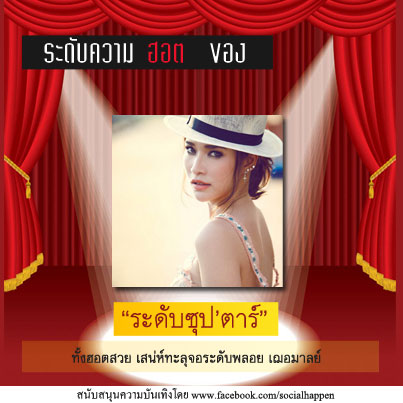 ระดับความ ฮอต ของ
“ระดับซุป’ตาร์”
ทั้งฮอตสวย เสน่ห์ทะลุจอระดับพลอย เฌอมาลย์
สนับสนุนความบันเทิงโดย www.facebook.com/socialhappen